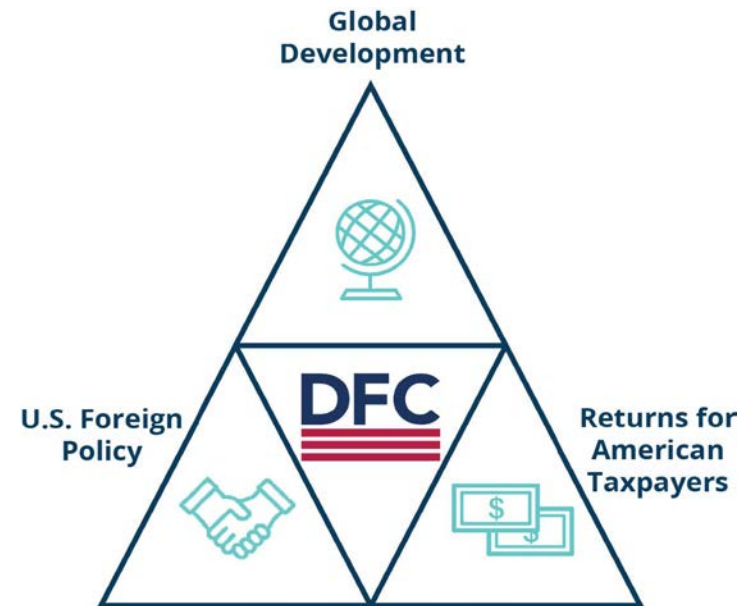 Global
Development
DFC
U.S. Foreign
Policy
Returns for
American
Taxpayers
$
$